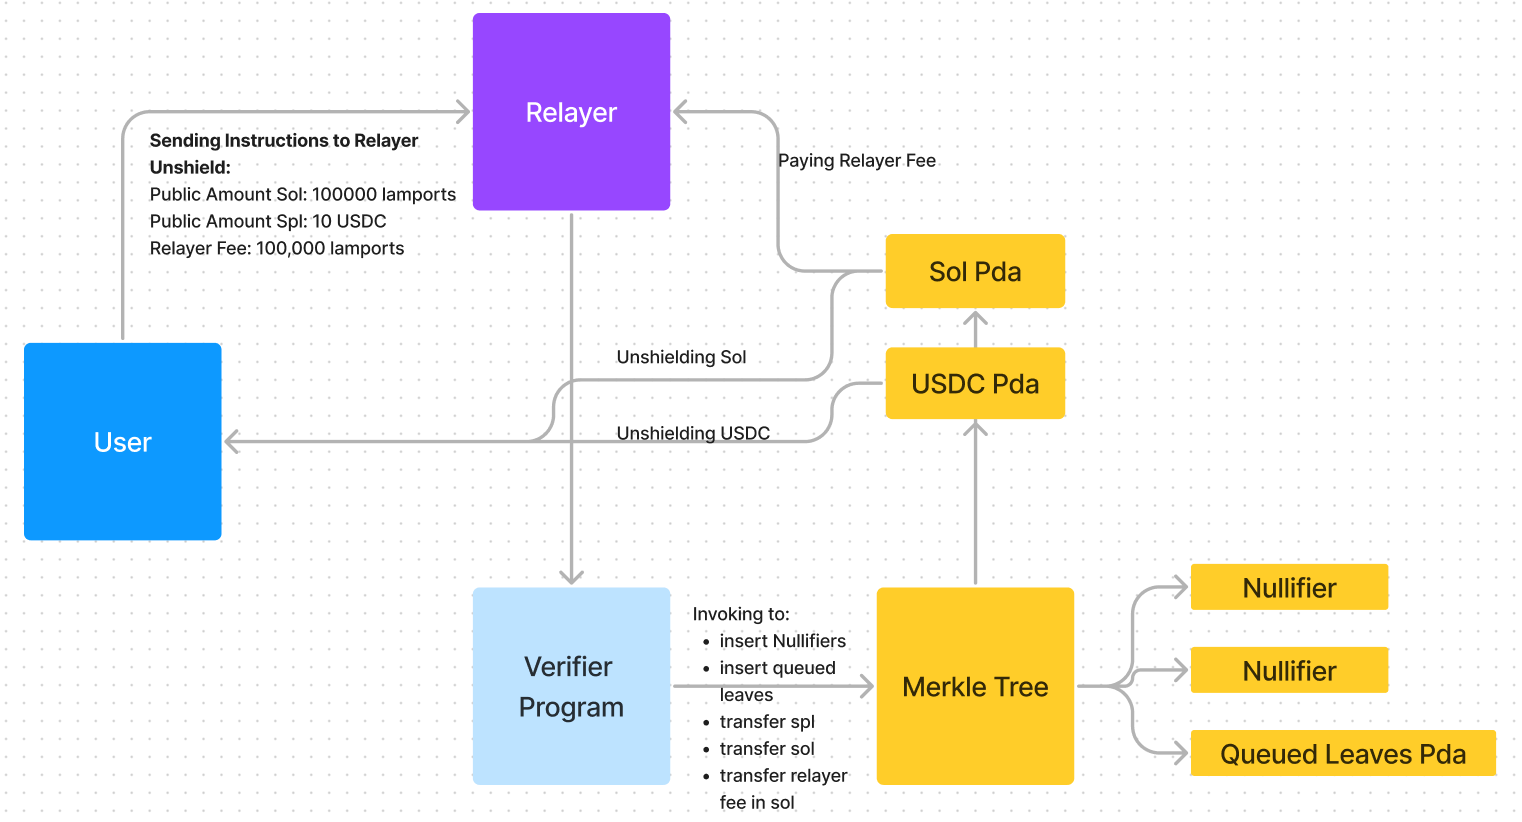 Relayer
Sending Instructions to Relayer
Unshield:
Public Amount Sol: 100000 lamports
Public Amount Spl: 10 USDC
Relayer Fee: 100,000 lamports
Paying Relayer Fee
Sol Pda
Unshielding Sol
USDC Pda
User
Unshielding USDC
Verifier
Program
Invoking to:
• insert Nullifiers
• insert queued
leaves
• transfer spl
• transfer sol
• transfer relayer
fee in sol
Merkle Tree
Nullifier
Nullifier
Queued Leaves Pda